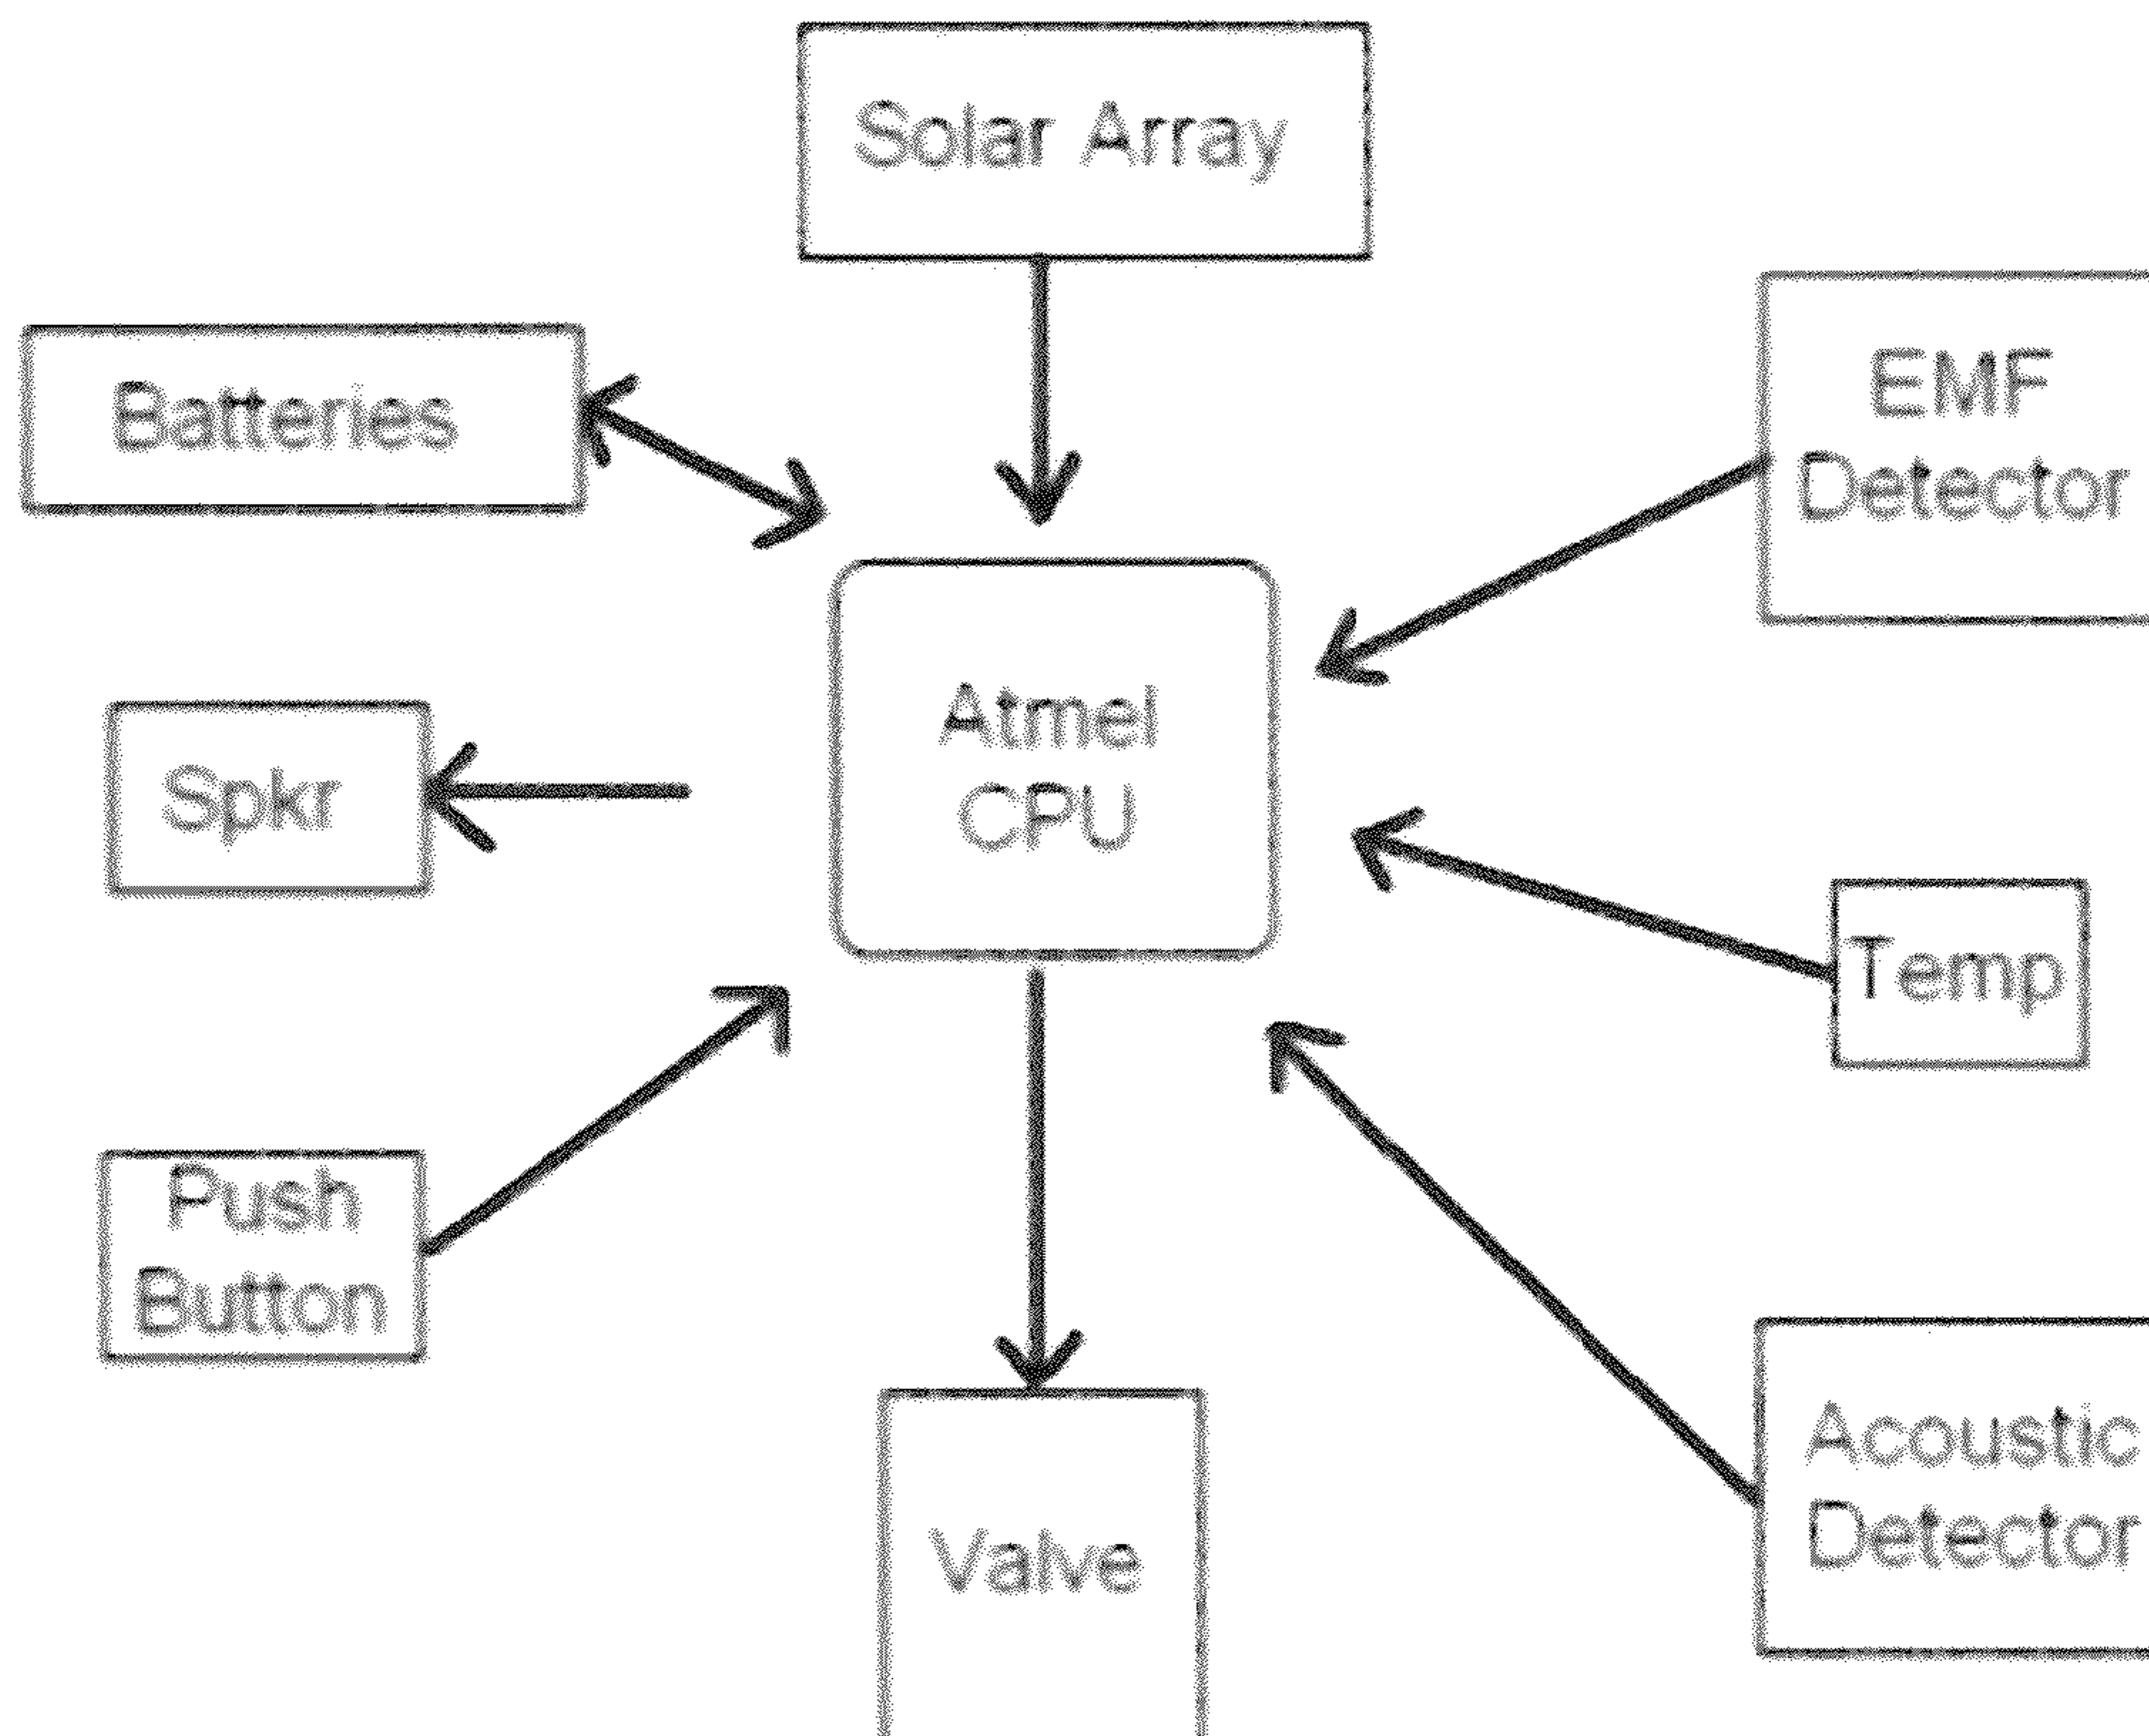 Solar Array
Batteries
EMF
Detector
Atmel
CPU
Spkr
Temp
Push
Button
Valve
Acoustic
Detector